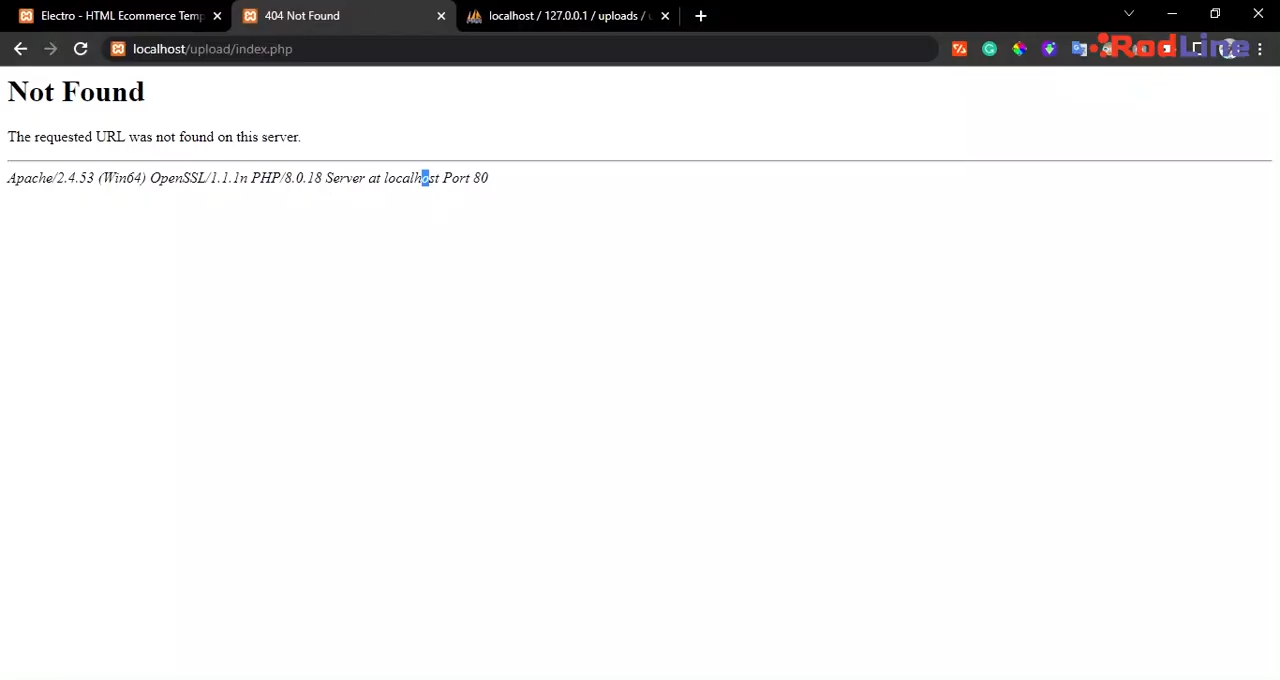 Electro - HTML Ecommerce Temp
404 Not Found
localhost / 127.0.0.1 / uploads / u
localhost/upload/index.php
RodLine
Not Found
The requested URL was not found on this server.
Apache/2.4.53 (Win64) OpenSSL/1.1.1n PHP/8.0.18 Server at localhost Port 80